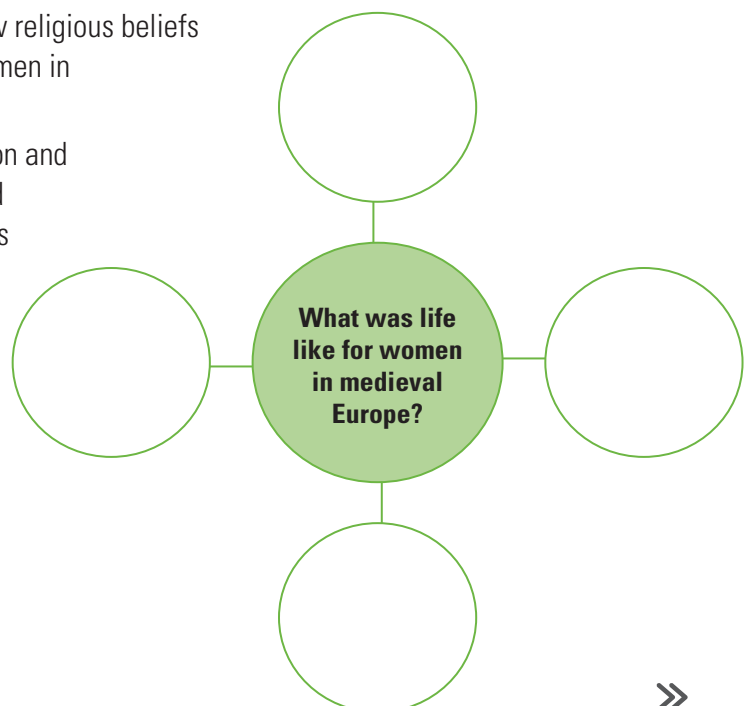 religious beliefs
men in
on and
What was life
like for women
in medieval
Europe?